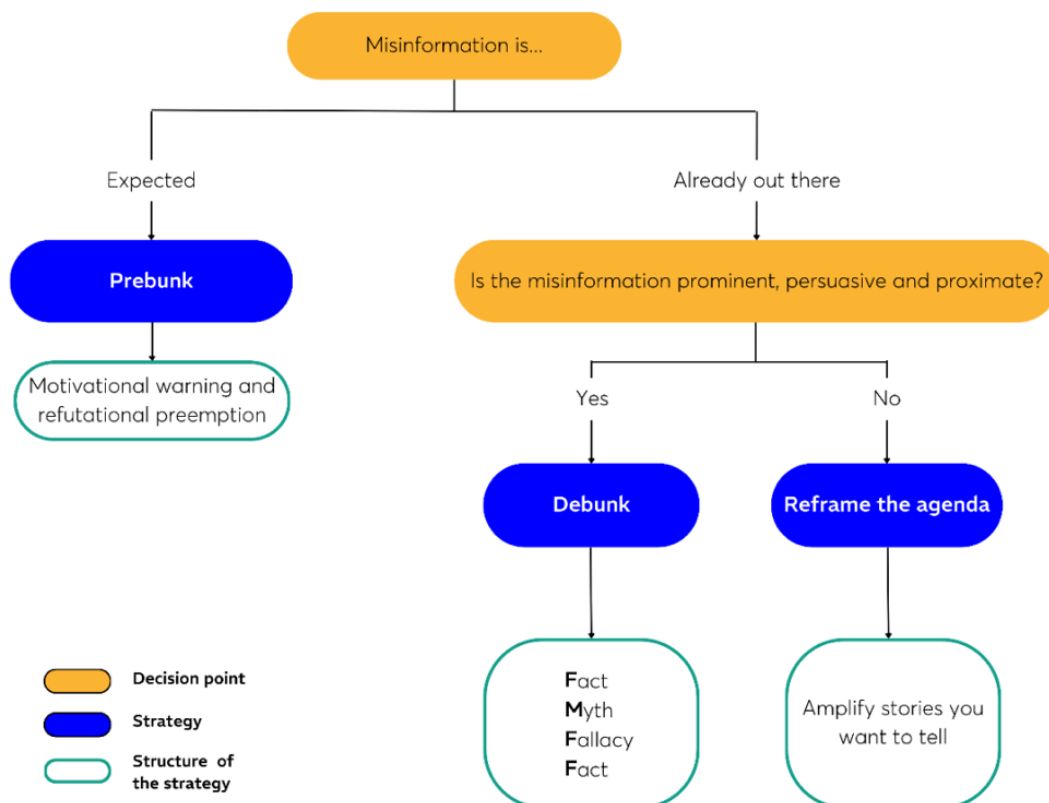 Misinformation is...
Expected
Already out there
Prebunk
Is the misinformation prominent, persuasive and proximate?
Motivational warning and
refutational preemption
Yes
No
Debunk
Reframe the agenda
Fact
Myth
Fallacy
Fact
Amplify stories you
want to tell
Decision point
Strategy
Structure of
the strategy